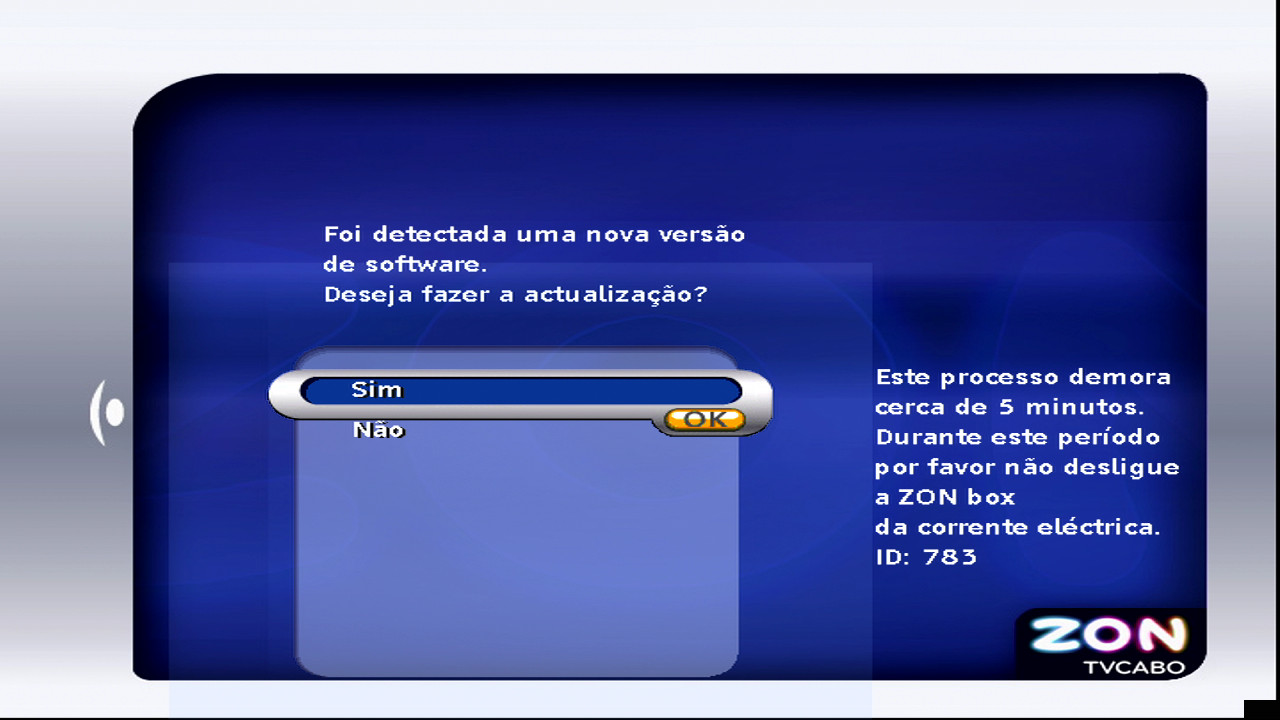 Foi detectada uma nova versão
de software.
Deseja fazer a actualização?
Sim
OK
Não
Este processo demora
cerca de 5 minutos.
Durante este período
por favor não desligue
a ZON box
da corrente eléctrica.
ID: 783
ZON
TVCABO